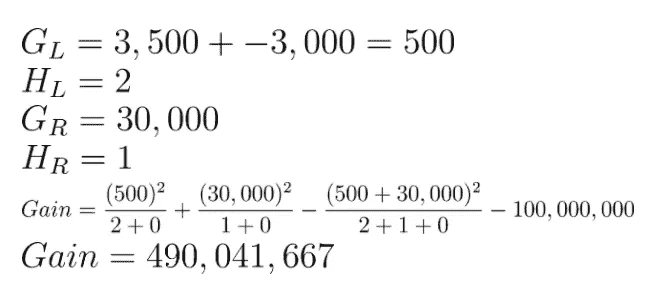 G_L = 3,500 + −3,000 = 500
H_L = 2
G_R = 30,000
H_R = 1
Gain = (500)²/(2 + 0) + (30,000)²/(1 + 0) − (500 + 30,000)²/(2 + 1 + 0) − 100,000,000
Gain = 490,041,667